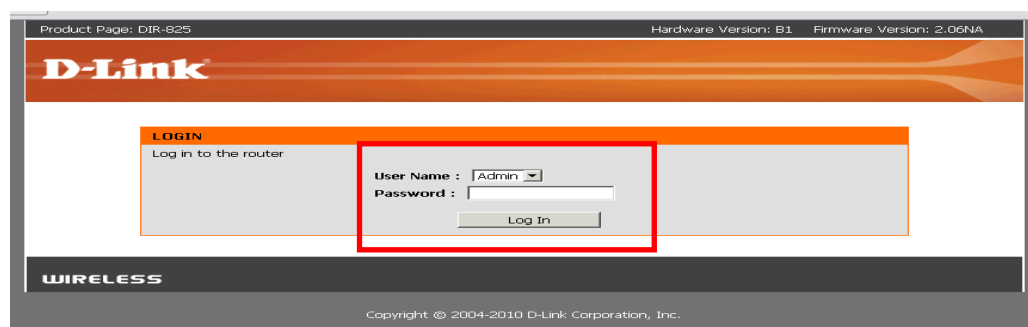 Product Page: DIR-825 Hardware Version: B1 Firmware Version: 2.06NA
D-Link
LOGIN
Log in to the router
User Name : Admin
Password :
Log In
WIRELESS
Copyright © 2004-2010 D-Link Corporation, Inc.